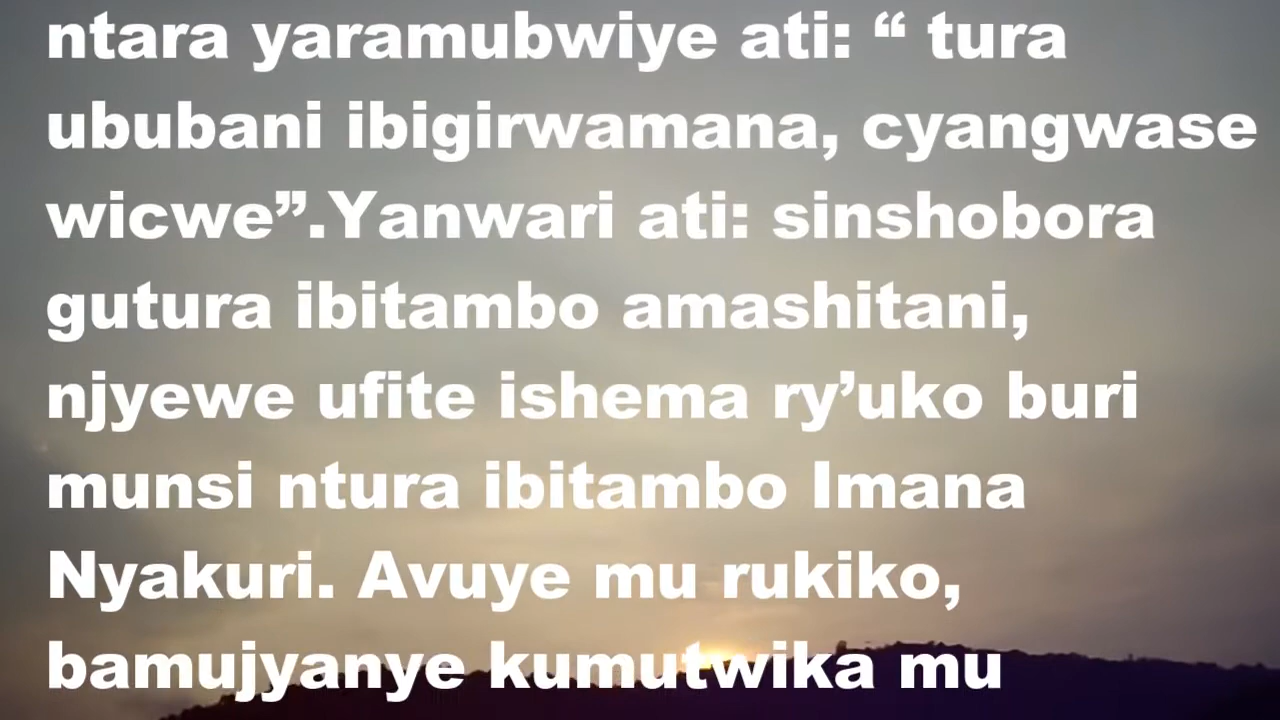 ntara yaramubwiye ati: “ tura
ububani ibigirwamana, cyangwase
wicwe”.Yanwari ati: sinshobora
gutura ibitambo amashitani,
njyewe ufite ishema ry’uko buri
munsi ntura ibitambo Imana
Nyakuri. Avuye mu rukiko,
bamujyanye kumutwika mu